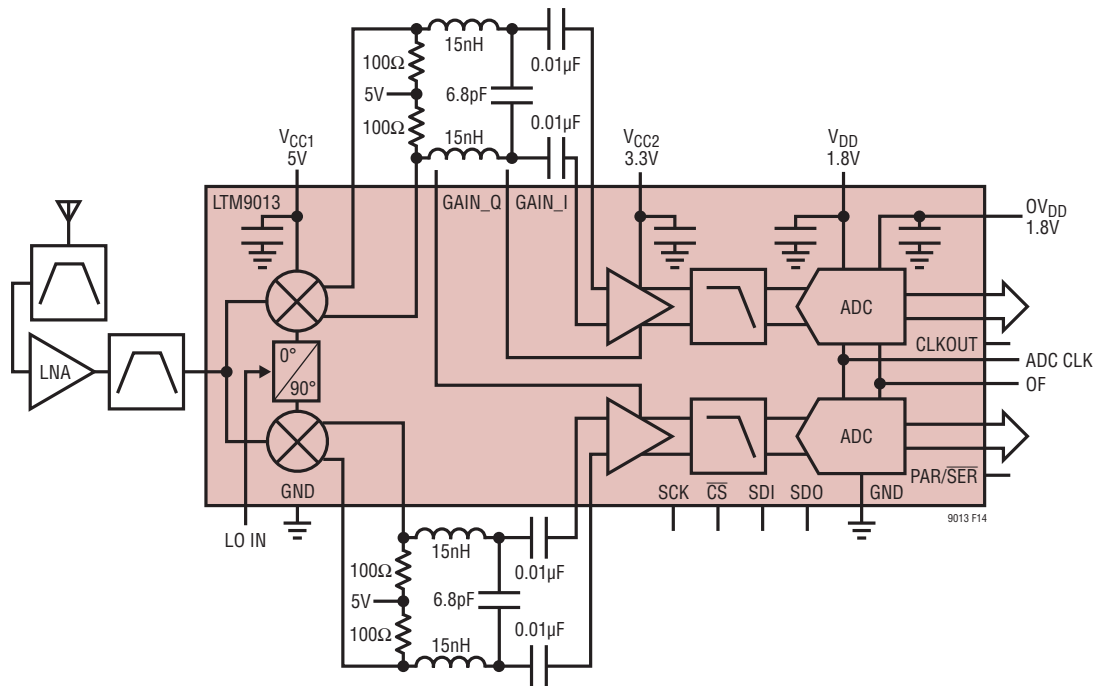 15nH
100Ω
0.01µF
5V
6.8pF
100Ω
0.01µF
15nH
VCC1
5V
VCC2
3.3V
VDD
1.8V
LTM9013
GAIN_Q
GAIN_I
OVDD
1.8V
ADC
LNA
0°
90°
CLKOUT
ADC CLK
OF
ADC
PAR/SER
GND
SCK
CS
SDI
SDO
GND
9013 F14
LO IN
15nH
100Ω
0.01µF
5V
6.8pF
100Ω
0.01µF
15nH